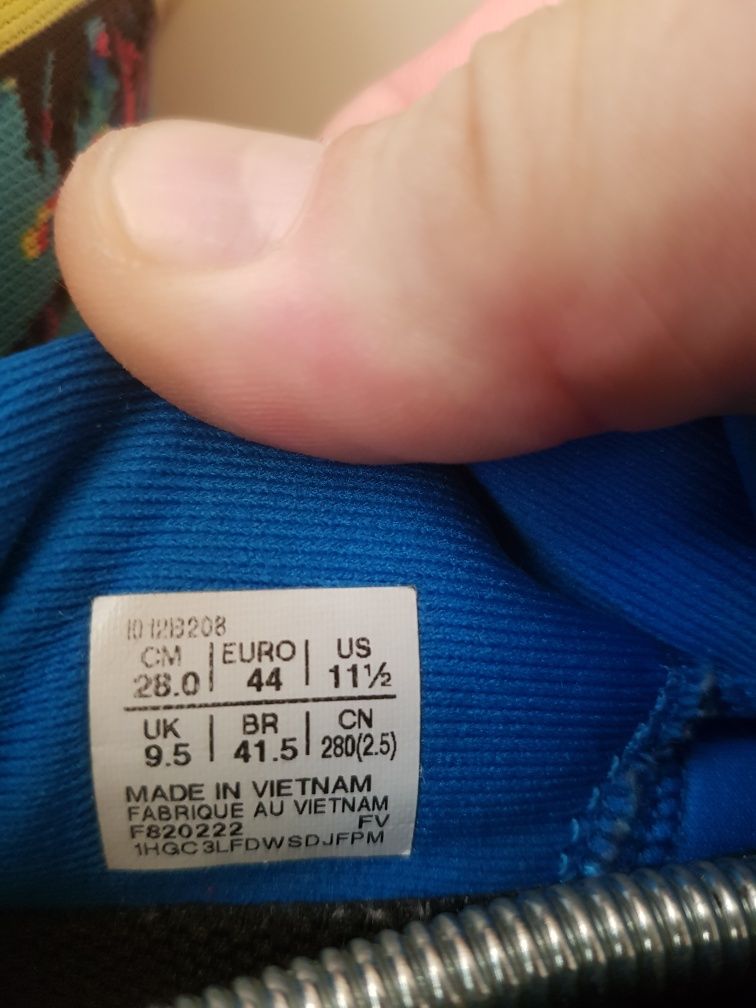 CM | EURO | US
28.0 | 44 | 11½
UK | BR | CN
9.5 | 41.5 | 280(2.5)
MADE IN VIETNAM
FABRIQUE AU VIETNAM
F820222 FV
1HGC3LFDWSDJFPM